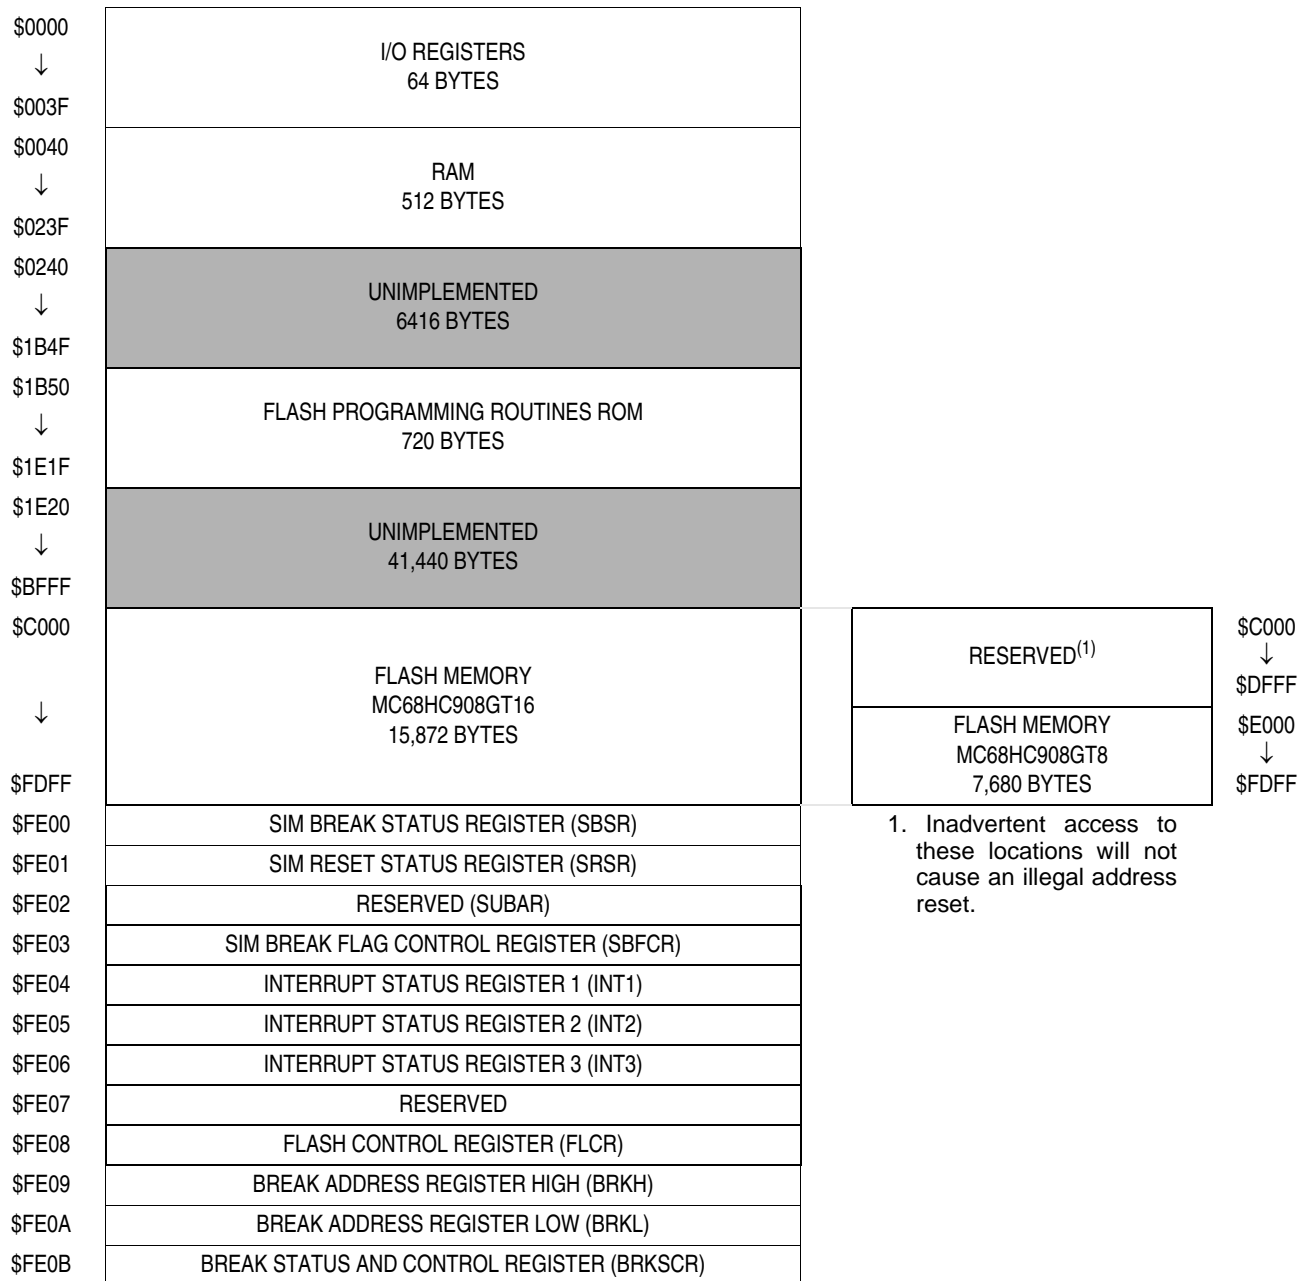 $0000
↓
$003F
I/O REGISTERS
64 BYTES
$0040
↓
$023F
RAM
512 BYTES
$0240
↓
$1B4F
UNIMPLEMENTED
6416 BYTES
$1B50
↓
$1E1F
FLASH PROGRAMMING ROUTINES ROM
720 BYTES
$1E20
↓
$BFFF
UNIMPLEMENTED
41,440 BYTES
$C000
↓
$FDFF
FLASH MEMORY
MC68HC908GT16
15,872 BYTES
RESERVED(1)
$C000
↓
$DFFF
FLASH MEMORY
MC68HC908GT8
7,680 BYTES
$E000
↓
$FDFF
1. Inadvertent access to
these locations will not
cause an illegal address
reset.
$FE00 SIM BREAK STATUS REGISTER (SBSR)
$FE01 SIM RESET STATUS REGISTER (SRSR)
$FE02 RESERVED (SUBAR)
$FE03 SIM BREAK FLAG CONTROL REGISTER (SBFCR)
$FE04 INTERRUPT STATUS REGISTER 1 (INT1)
$FE05 INTERRUPT STATUS REGISTER 2 (INT2)
$FE06 INTERRUPT STATUS REGISTER 3 (INT3)
$FE07 RESERVED
$FE08 FLASH CONTROL REGISTER (FLCR)
$FE09 BREAK ADDRESS REGISTER HIGH (BRKH)
$FE0A BREAK ADDRESS REGISTER LOW (BRKL)
$FE0B BREAK STATUS AND CONTROL REGISTER (BRKSCR)